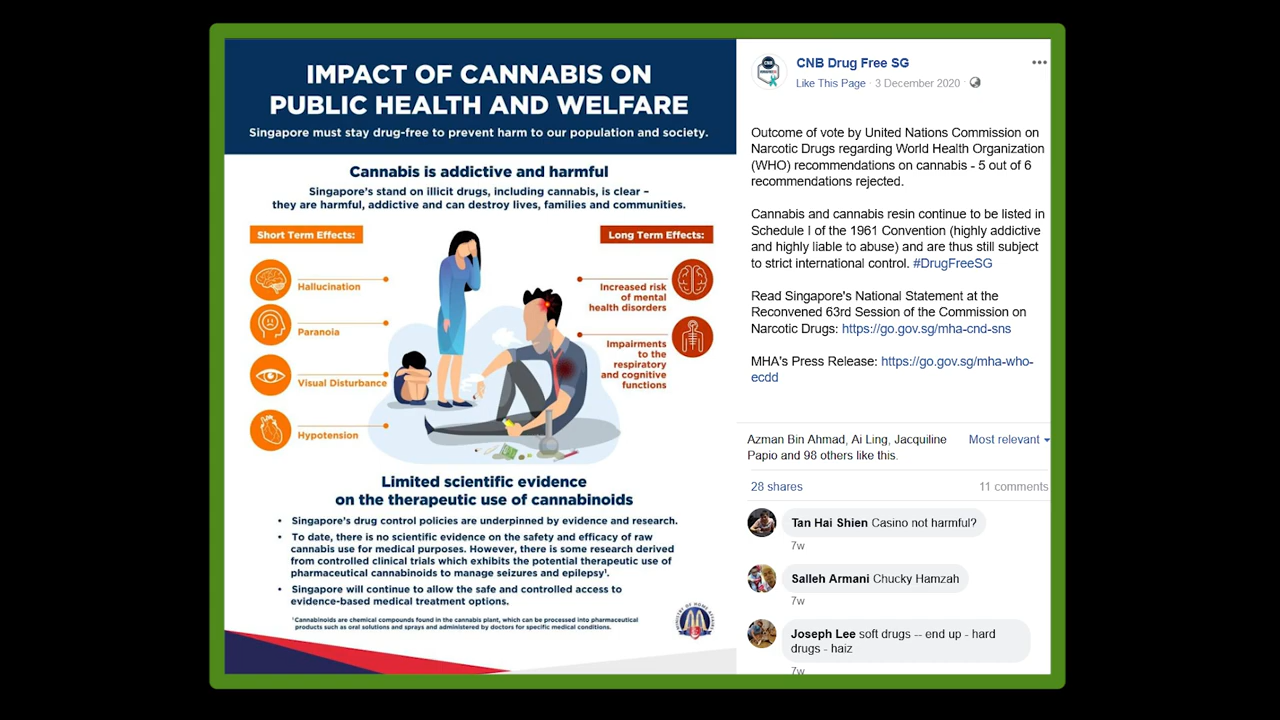 IMPACT OF CANNABIS ON
PUBLIC HEALTH AND WELFARE
Singapore must stay drug-free to prevent harm to our population and society.
Cannabis is addictive and harmful
Singapore's stand on illicit drugs, including cannabis, is clear –
they are harmful, addictive and can destroy lives, families and communities.
Short Term Effects:
Hallucination
Paranoia
Visual Disturbance
Hypotension
Long Term Effects:
Increased risk
of mental
health disorders
Impairments
to the
respiratory
and cognitive
functions
Limited scientific evidence
on the therapeutic use of cannabinoids
• Singapore's drug control policies are underpinned by evidence and research.
• To date, there is no scientific evidence on the safety and efficacy of raw
cannabis use for medical purposes. However, there is some research derived
from controlled clinical trials which exhibits the potential therapeutic use of
pharmaceutical cannabinoids to manage seizures and epilepsy¹.
• Singapore will continue to allow the safe and controlled access to
evidence-based medical treatment options.
¹Cannabinoids are chemical compounds found in the cannabis plant, which can be processed into pharmaceutical
products such as oral solutions and sprays and administered by doctors for specific medical conditions.
CNB Drug Free SG
Like This Page · 3 December 2020 ·
Outcome of vote by United Nations Commission on
Narcotic Drugs regarding World Health Organization
(WHO) recommendations on cannabis - 5 out of 6
recommendations rejected.
Cannabis and cannabis resin continue to be listed in
Schedule I of the 1961 Convention (highly addictive
and highly liable to abuse) and are thus still subject
to strict international control. #DrugFreeSG
Read Singapore's National Statement at the
Reconvened 63rd Session of the Commission on
Narcotic Drugs: https://go.gov.sg/mha-cnd-sns
MHA's Press Release: https://go.gov.sg/mha-who-
ecdd
Azman Bin Ahmad, Ai Ling, Jacquiline
Papio and 98 others like this.
Most relevant
28 shares
11 comments
Tan Hai Shien Casino not harmful?
7w
Salleh Armani Chucky Hamzah
7w
Joseph Lee soft drugs -- end up - hard
drugs - haiz
7w